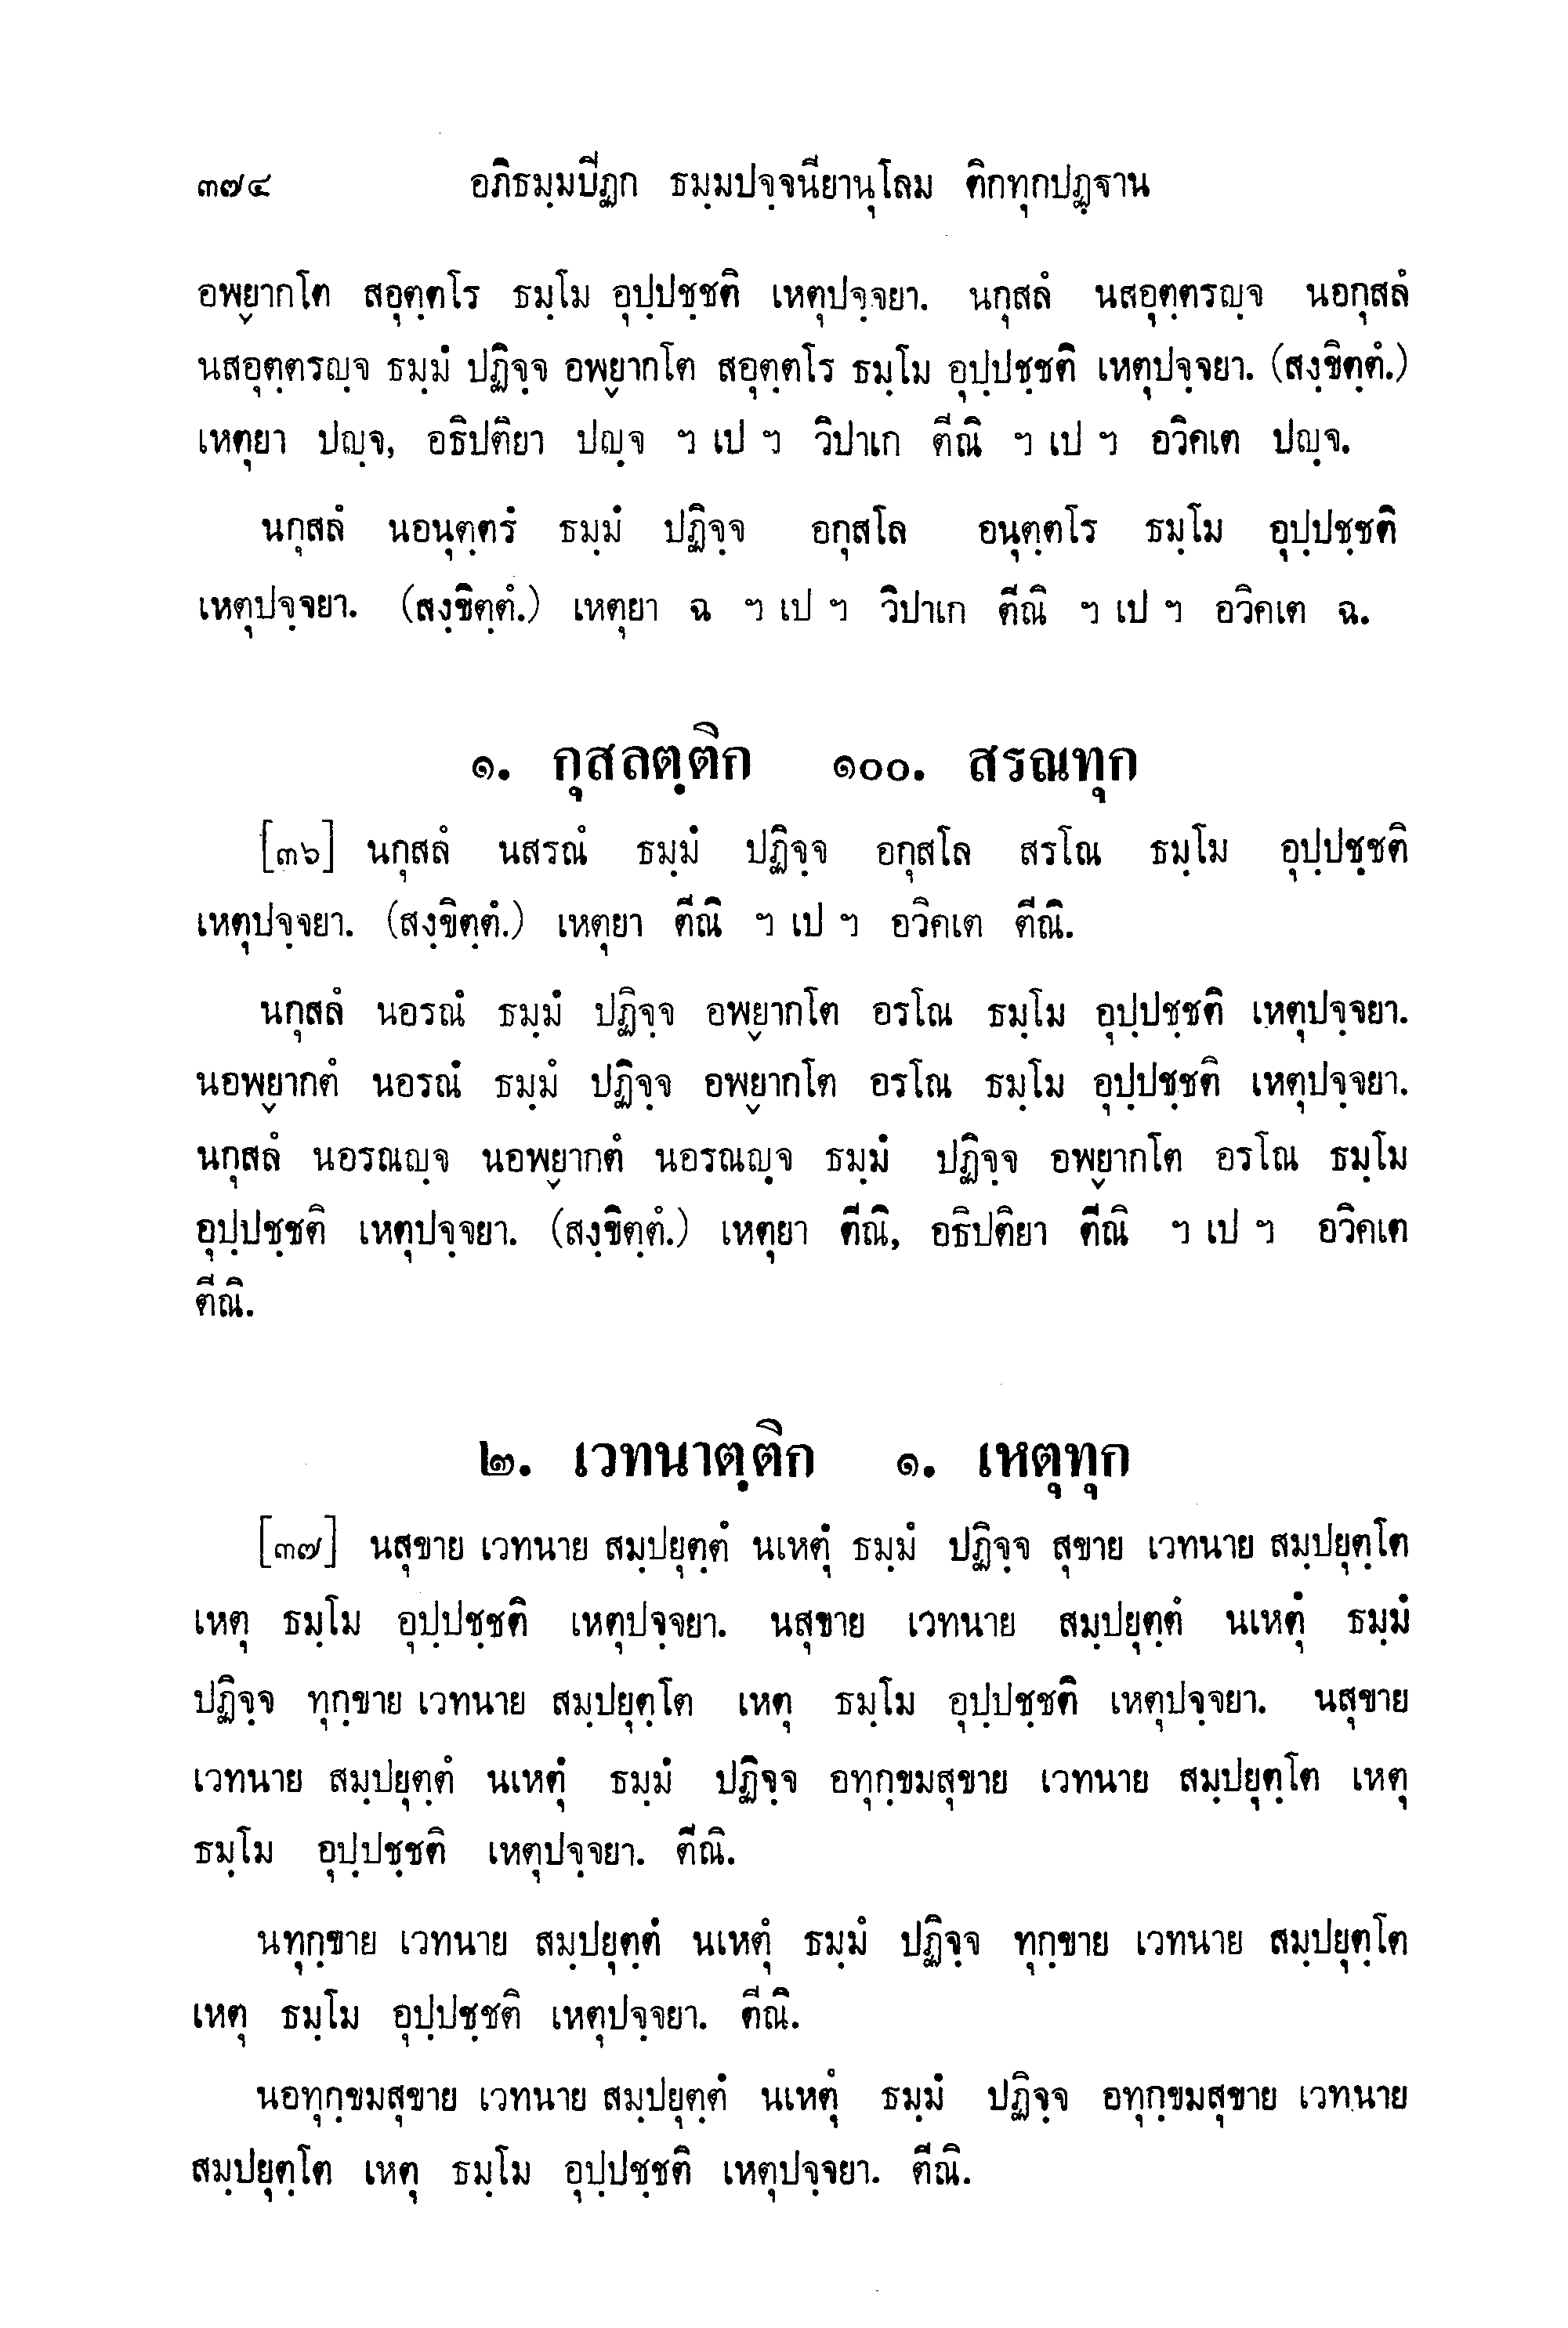 ๓๗๔ อภิธมฺมปีฏก ธมฺมปจฺจนียานุโลม ติกทุกปฏฺฐาน
อพฺยากโต สอุตฺตโร ธมฺโม อุปฺปชฺชติ เหตุปจฺจยา. นกุสลํ นสอุตฺตรญฺจ นอกุสลํ
นสอุตฺตรญฺจ ธมฺมํ ปฏิจฺจ อพฺยากโต สอุตฺตโร ธมฺโม อุปฺปชฺชติ เหตุปจฺจยา. (สงฺขิตฺตํ.)
เหตุยา ปญฺจ, อธิปติยา ปญฺจ ฯ เป ฯ วิปาเก ตีณิ ฯ เป ฯ อวิคเต ปญฺจ.
นกุสลํ นอนุตฺตรํ ธมฺมํ ปฏิจฺจ อกุสโล อนุตฺตโร ธมฺโม อุปฺปชฺชติ
เหตุปจฺจยา. (สงฺขิตฺตํ.) เหตุยา ฉ ฯ เป ฯ วิปาเก ตีณิ ฯ เป ฯ อวิคเต ฉ.
๑. กุสลตฺติก ๑๐๐. สรณทุก
[๓๖] นกุสลํ นสรณํ ธมฺมํ ปฏิจฺจ อกุสโล สรโณ ธมฺโม อุปฺปชฺชติ
เหตุปจฺจยา. (สงฺขิตฺตํ.) เหตุยา ตีณิ ฯ เป ฯ อวิคเต ตีณิ.
นกุสลํ นอรณํ ธมฺมํ ปฏิจฺจ อพฺยากโต อรโณ ธมฺโม อุปฺปชฺชติ เหตุปจฺจยา.
นอพฺยากตํ นอรณํ ธมฺมํ ปฏิจฺจ อพฺยากโต อรโณ ธมฺโม อุปฺปชฺชติ เหตุปจฺจยา.
นกุสลํ นอรณญฺจ นอพฺยากตํ นอรณญฺจ ธมฺมํ ปฏิจฺจ อพฺยากโต อรโณ ธมฺโม
อุปฺปชฺชติ เหตุปจฺจยา. (สงฺขิตฺตํ.) เหตุยา ตีณิ, อธิปติยา ตีณิ ฯ เป ฯ อวิคเต
ตีณิ.
๒. เวทนาตฺติก ๑. เหตุทุก
[๓๗] นสุขาย เวทนาย สมฺปยุตฺตํ นเหตุํ ธมฺมํ ปฏิจฺจ สุขาย เวทนาย สมฺปยุตฺโต
เหตุ ธมฺโม อุปฺปชฺชติ เหตุปจฺจยา. นสุขาย เวทนาย สมฺปยุตฺตํ นเหตุํ ธมฺมํ
ปฏิจฺจ ทุกฺขาย เวทนาย สมฺปยุตฺโต เหตุ ธมฺโม อุปฺปชฺชติ เหตุปจฺจยา. นสุขาย
เวทนาย สมฺปยุตฺตํ นเหตุํ ธมฺมํ ปฏิจฺจ อทุกฺขมสุขาย เวทนาย สมฺปยุตฺโต เหตุ
ธมฺโม อุปฺปชฺชติ เหตุปจฺจยา. ตีณิ.
นทุกฺขาย เวทนาย สมฺปยุตฺตํ นเหตุํ ธมฺมํ ปฏิจฺจ ทุกฺขาย เวทนาย สมฺปยุตฺโต
เหตุ ธมฺโม อุปฺปชฺชติ เหตุปจฺจยา. ตีณิ.
นอทุกฺขมสุขาย เวทนาย สมฺปยุตฺตํ นเหตุํ ธมฺมํ ปฏิจฺจ อทุกฺขมสุขาย เวทนาย
สมฺปยุตฺโต เหตุ ธมฺโม อุปฺปชฺชติ เหตุปจฺจยา. ตีณิ.